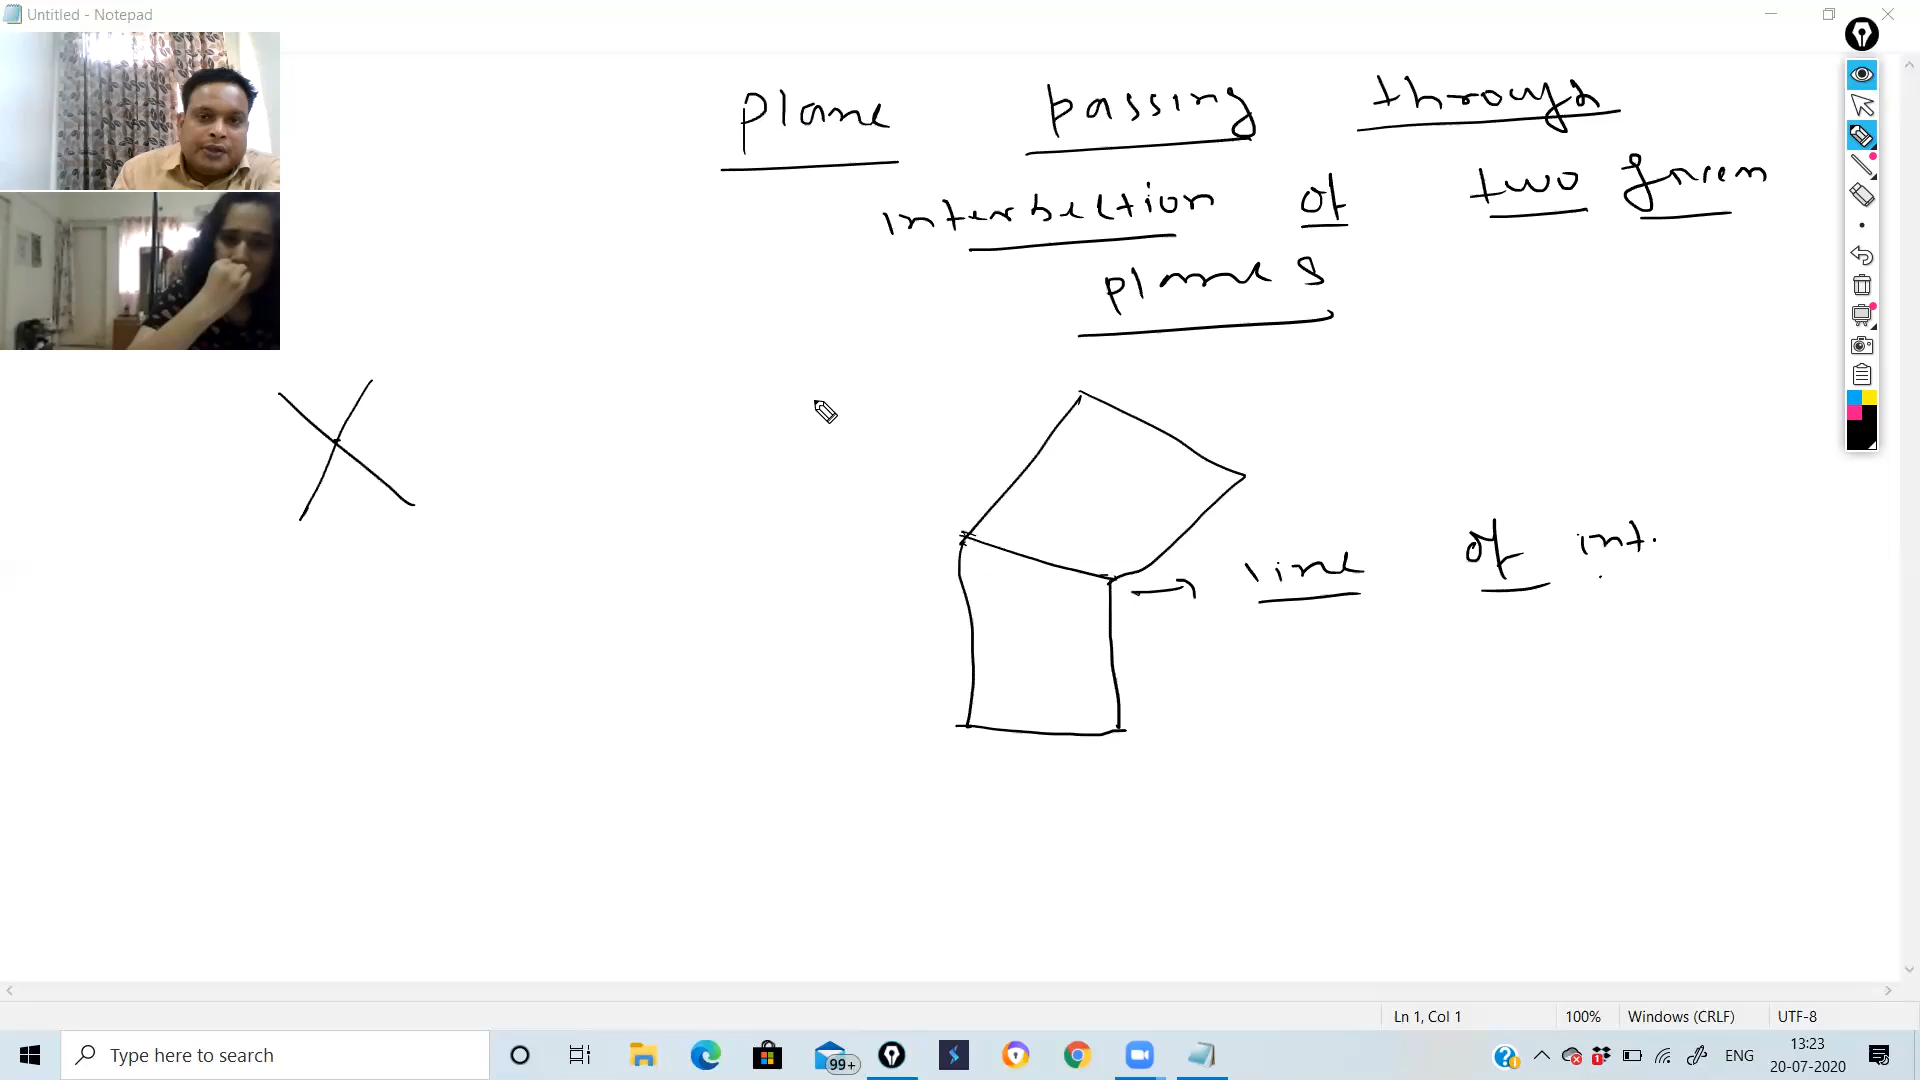 Untitled - Notepad
plane passing through
intersection of two given
planes
line of int.
Ln 1, Col 1 100% Windows (CRLF) UTF-8
Type here to search
99+
ENG
13:23
20-07-2020